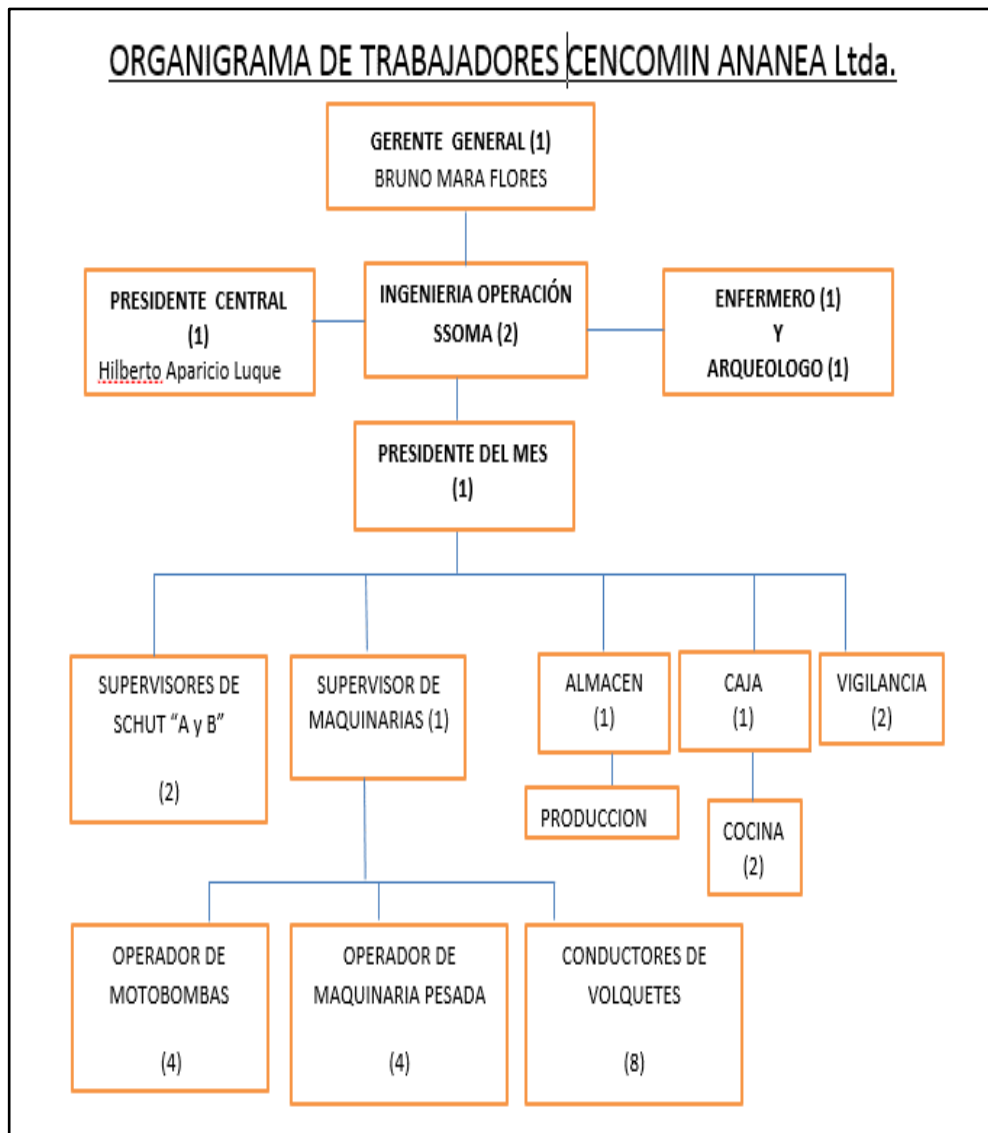 ORGANIGRAMA DE TRABAJADORES CENCOMIN ANANEA Ltda.
GERENTE GENERAL (1)
BRUNO MARA FLORES
PRESIDENTE CENTRAL
(1)
Hilberto Aparicio Luque
INGENIERIA OPERACIÓN
SSOMA (2)
ENFERMERO (1)
Y
ARQUEOLOGO (1)
PRESIDENTE DEL MES
(1)
SUPERVISORES DE
SCHUT “A y B”
(2)
SUPERVISOR DE
MAQUINARIAS (1)
ALMACEN
(1)
CAJA
(1)
VIGILANCIA
(2)
PRODUCCION
COCINA
(2)
OPERADOR DE
MOTOBOMBAS
(4)
OPERADOR DE
MAQUINARIA PESADA
(4)
CONDUCTORES DE
VOLQUETES
(8)